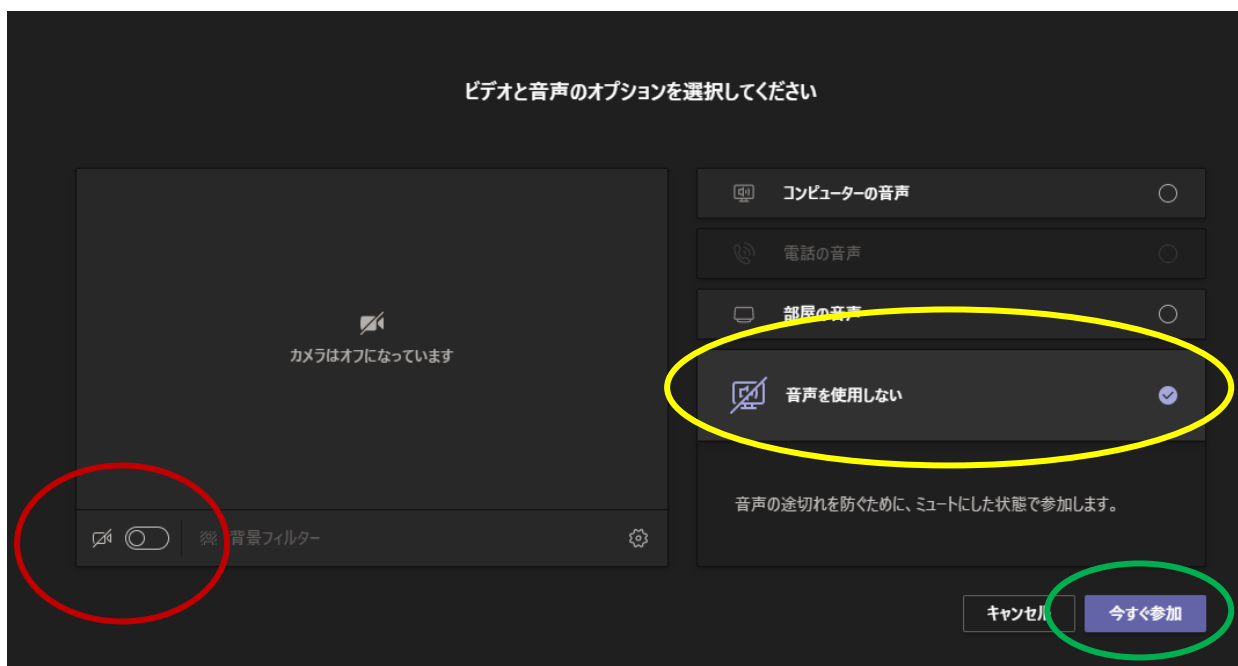 ビデオと音声のオプションを選択してください
カメラはオフになっています
背景フィルター
コンピューターの音声
電話の音声
部屋の音声
音声を使用しない
音声の途切れを防ぐために、ミュートにした状態で参加します。
キャンセル
今すぐ参加